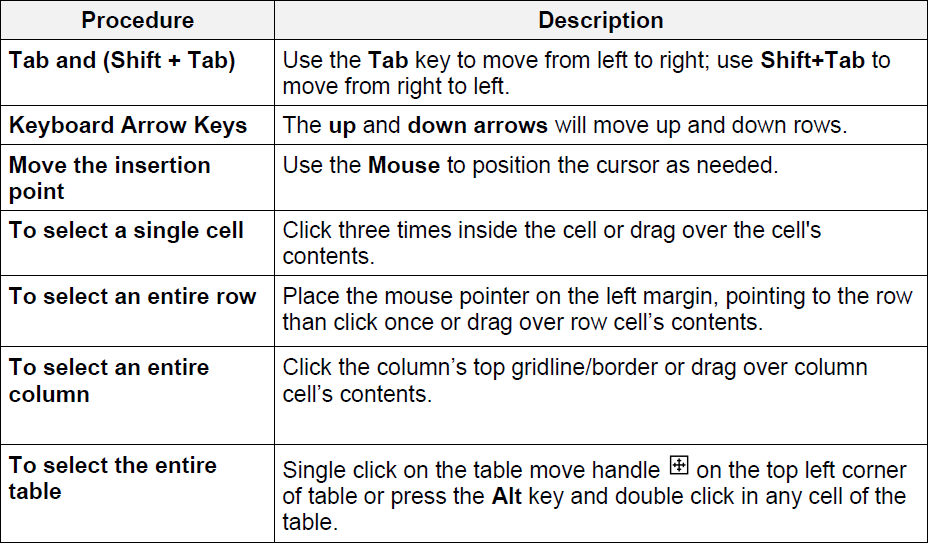 Procedure
Description
Tab and (Shift + Tab)
Use the Tab key to move from left to right; use Shift+Tab to
move from right to left.
Keyboard Arrow Keys
The up and down arrows will move up and down rows.
Move the insertion
point
Use the Mouse to position the cursor as needed.
To select a single cell
Click three times inside the cell or drag over the cell's
contents.
To select an entire row
Place the mouse pointer on the left margin, pointing to the row
than click once or drag over row cell’s contents.
To select an entire
column
Click the column’s top gridline/border or drag over column
cell’s contents.
To select the entire
table
Single click on the table move handle on the top left corner
of table or press the Alt key and double click in any cell of the
table.